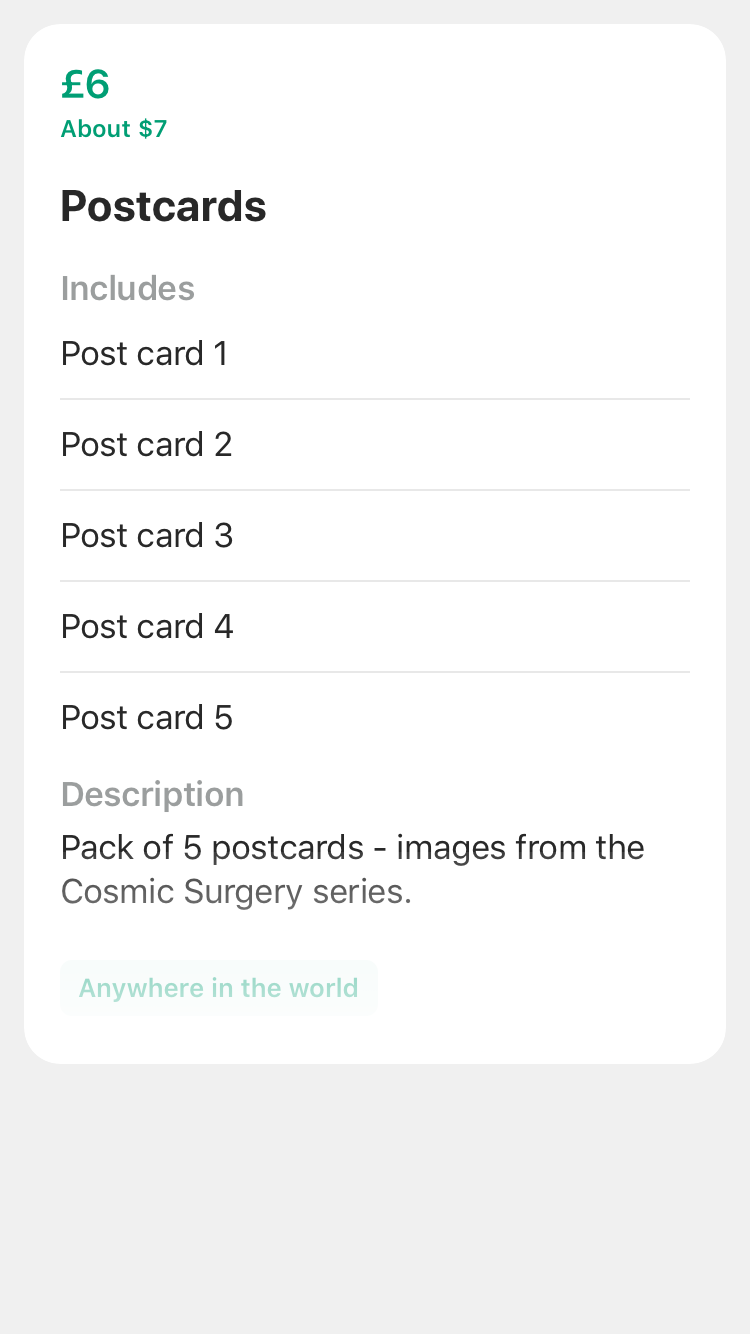 £6
About $7
Postcards
Includes
Post card 1
Post card 2
Post card 3
Post card 4
Post card 5
Description
Pack of 5 postcards - images from the
Cosmic Surgery series.
Anywhere in the world